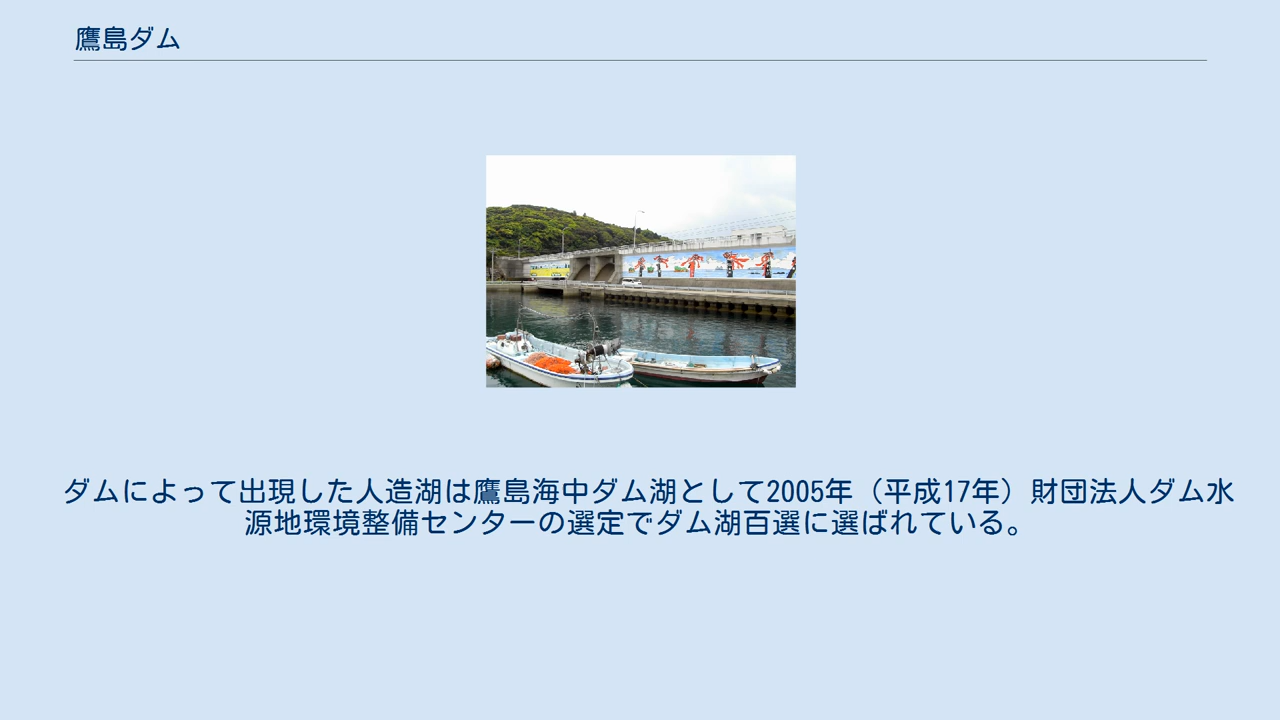 鷹島ダム
ダムによって出現した人造湖は鷹島海中ダム湖として2005年（平成17年）財団法人ダム水
源地環境整備センターの選定でダム湖百選に選ばれている。